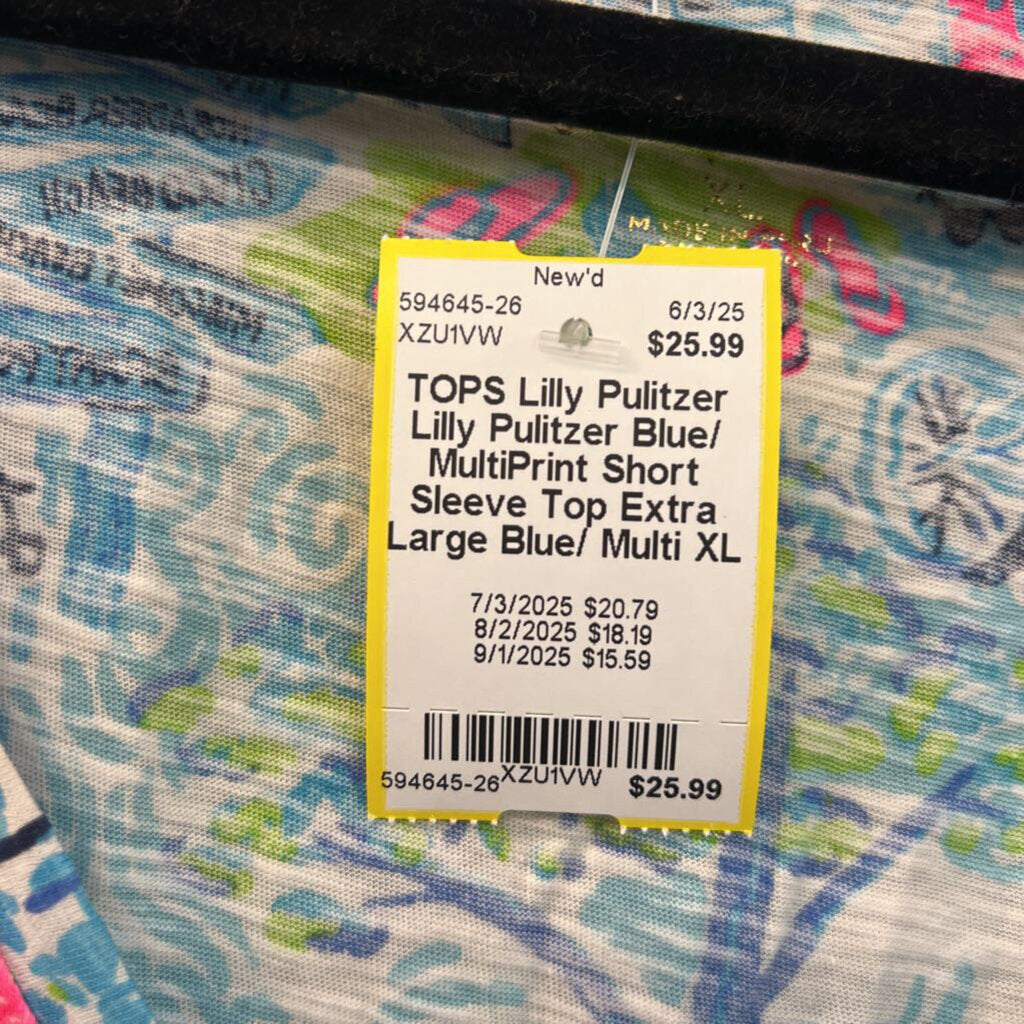 XL
New'd
594645-26 6/3/25
XZU1VW $25.99
TOPS Lilly Pulitzer
Lilly Pulitzer Blue/
MultiPrint Short
Sleeve Top Extra
Large Blue/ Multi XL
7/3/2025 $20.79
8/2/2025 $18.19
9/1/2025 $15.59
594645-26 XZU1VW $25.99